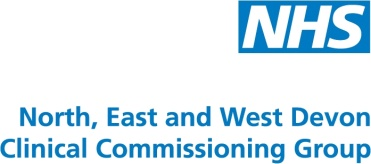 NHS
North, East and West Devon
Clinical Commissioning Group